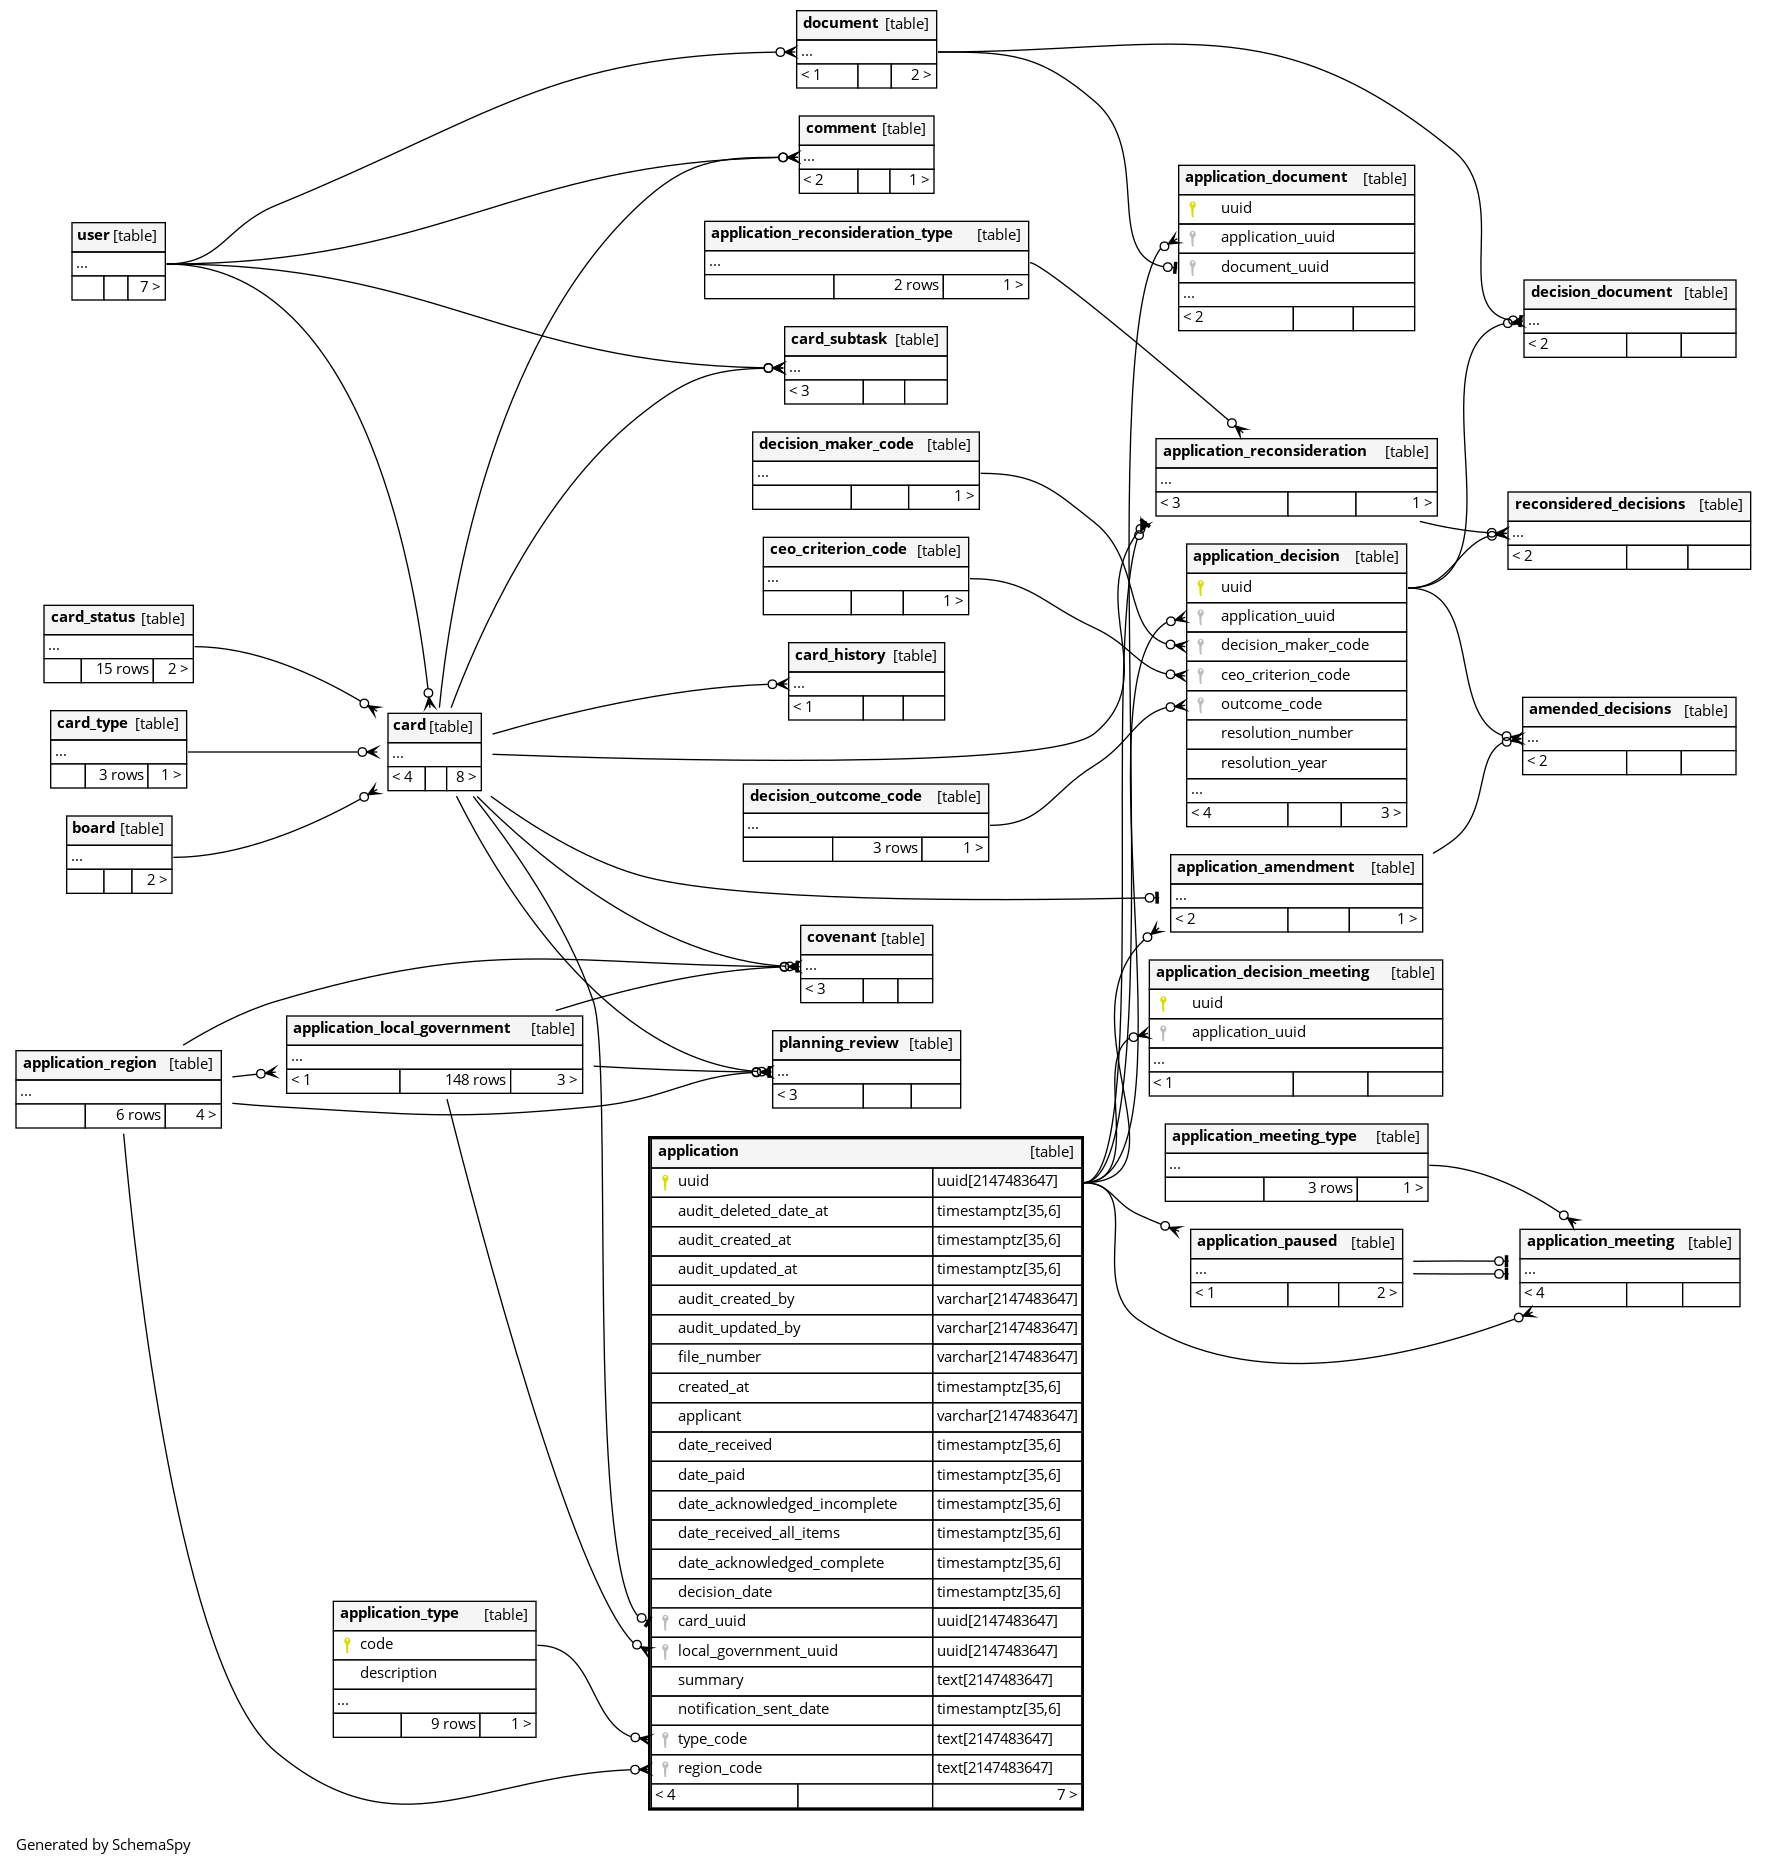 document [table]
...
< 1 2 >
comment [table]
...
< 2 1 >
application_document [table]
uuid
application_uuid
document_uuid
...
< 2
user [table]
...
7 >
application_reconsideration_type [table]
...
2 rows 1 >
decision_document [table]
...
< 2
card_subtask [table]
...
< 3
decision_maker_code [table]
...
1 >
application_reconsideration [table]
...
< 3 1 >
reconsidered_decisions [table]
...
< 2
ceo_criterion_code [table]
...
1 >
application_decision [table]
uuid
application_uuid
decision_maker_code
ceo_criterion_code
outcome_code
resolution_number
resolution_year
...
< 4 3 >
card_status [table]
...
15 rows 2 >
card_history [table]
...
< 1
card_type [table]
...
3 rows 1 >
card [table]
...
< 4 8 >
amended_decisions [table]
...
< 2
board [table]
...
2 >
decision_outcome_code [table]
...
3 rows 1 >
application_amendment [table]
...
< 2 1 >
covenant [table]
...
< 3
application_decision_meeting [table]
uuid
application_uuid
...
< 1
application_local_government [table]
...
< 1 148 rows 3 >
application_region [table]
...
6 rows 4 >
planning_review [table]
...
< 3
application_meeting_type [table]
...
3 rows 1 >
application_paused [table]
...
< 1 2 >
application_meeting [table]
...
< 4
application [table]
uuid uuid[2147483647]
audit_deleted_date_at timestamptz[35,6]
audit_created_at timestamptz[35,6]
audit_updated_at timestamptz[35,6]
audit_created_by varchar[2147483647]
audit_updated_by varchar[2147483647]
file_number varchar[2147483647]
created_at timestamptz[35,6]
applicant varchar[2147483647]
date_received timestamptz[35,6]
date_paid timestamptz[35,6]
date_acknowledged_incomplete timestamptz[35,6]
date_received_all_items timestamptz[35,6]
date_acknowledged_complete timestamptz[35,6]
decision_date timestamptz[35,6]
card_uuid uuid[2147483647]
local_government_uuid uuid[2147483647]
summary text[2147483647]
notification_sent_date timestamptz[35,6]
type_code text[2147483647]
region_code text[2147483647]
< 4 7 >
application_type [table]
code
description
...
9 rows 1 >
Generated by SchemaSpy